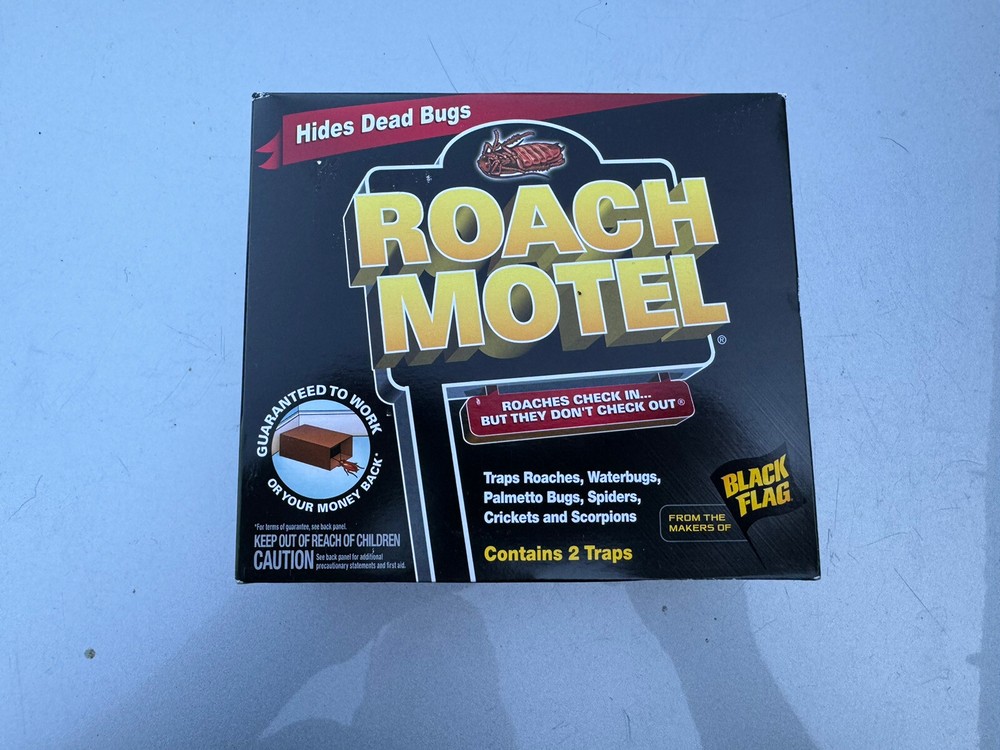 Hides Dead Bugs
ROACH
MOTEL
®
ROACHES CHECK IN...
BUT THEY DON'T CHECK OUT®
GUARANTEED TO WORK
OR YOUR MONEY BACK*
Traps Roaches, Waterbugs,
Palmetto Bugs, Spiders,
Crickets and Scorpions
Contains 2 Traps
FROM THE
MAKERS OF
BLACK
FLAG
*For terms of guarantee, see back panel.
KEEP OUT OF REACH OF CHILDREN
CAUTION See back panel for additional
precautionary statements and first aid.